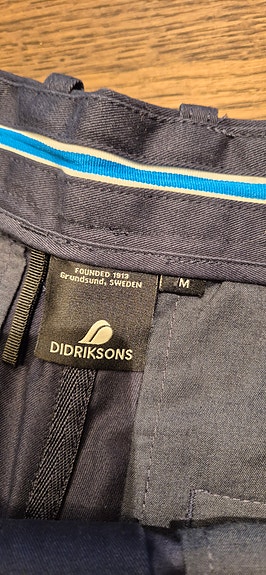 FOUNDED 1913
Grundsund, SWEDEN
M
DIDRIKSONS